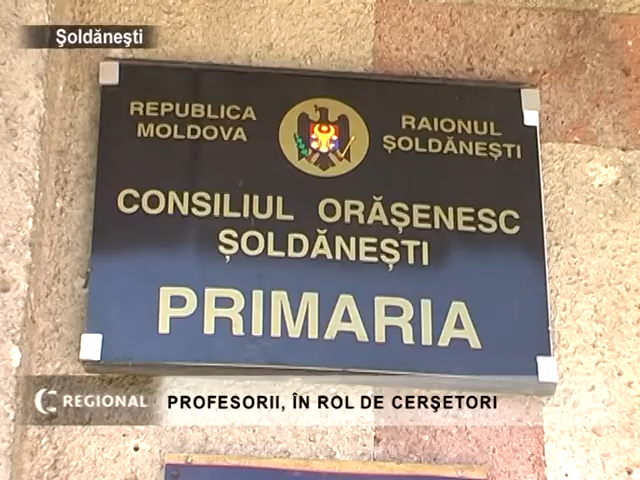 Şoldăneşti
REPUBLICA
MOLDOVA
RAIONUL
ŞOLDĂNEŞTI
CONSILIUL ORĂŞENESC
ŞOLDĂNEŞTI
PRIMARIA
REGIONAL
PROFESORII, ÎN ROL DE CERŞETORI